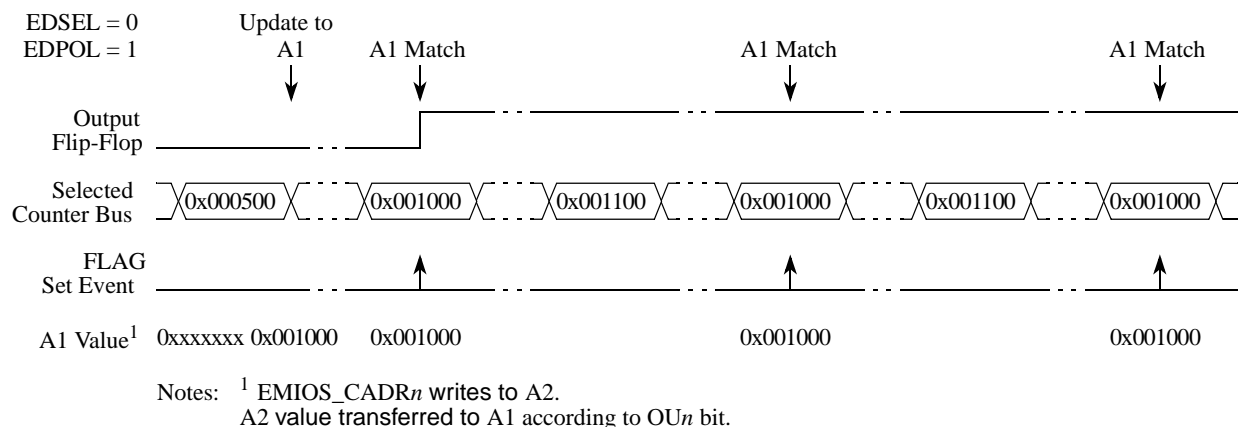 EDSEL = 0
EDPOL = 1
Update to
A1
A1 Match
A1 Match
A1 Match
Output
Flip-Flop
Selected
Counter Bus
0x000500
0x001000
0x001100
0x001000
0x001100
0x001000
FLAG
Set Event
A1 Value1
0xxxxxxx 0x001000 0x001000 0x001000 0x001000
Notes: 1 EMIOS_CADRn writes to A2.
A2 value transferred to A1 according to OUn bit.